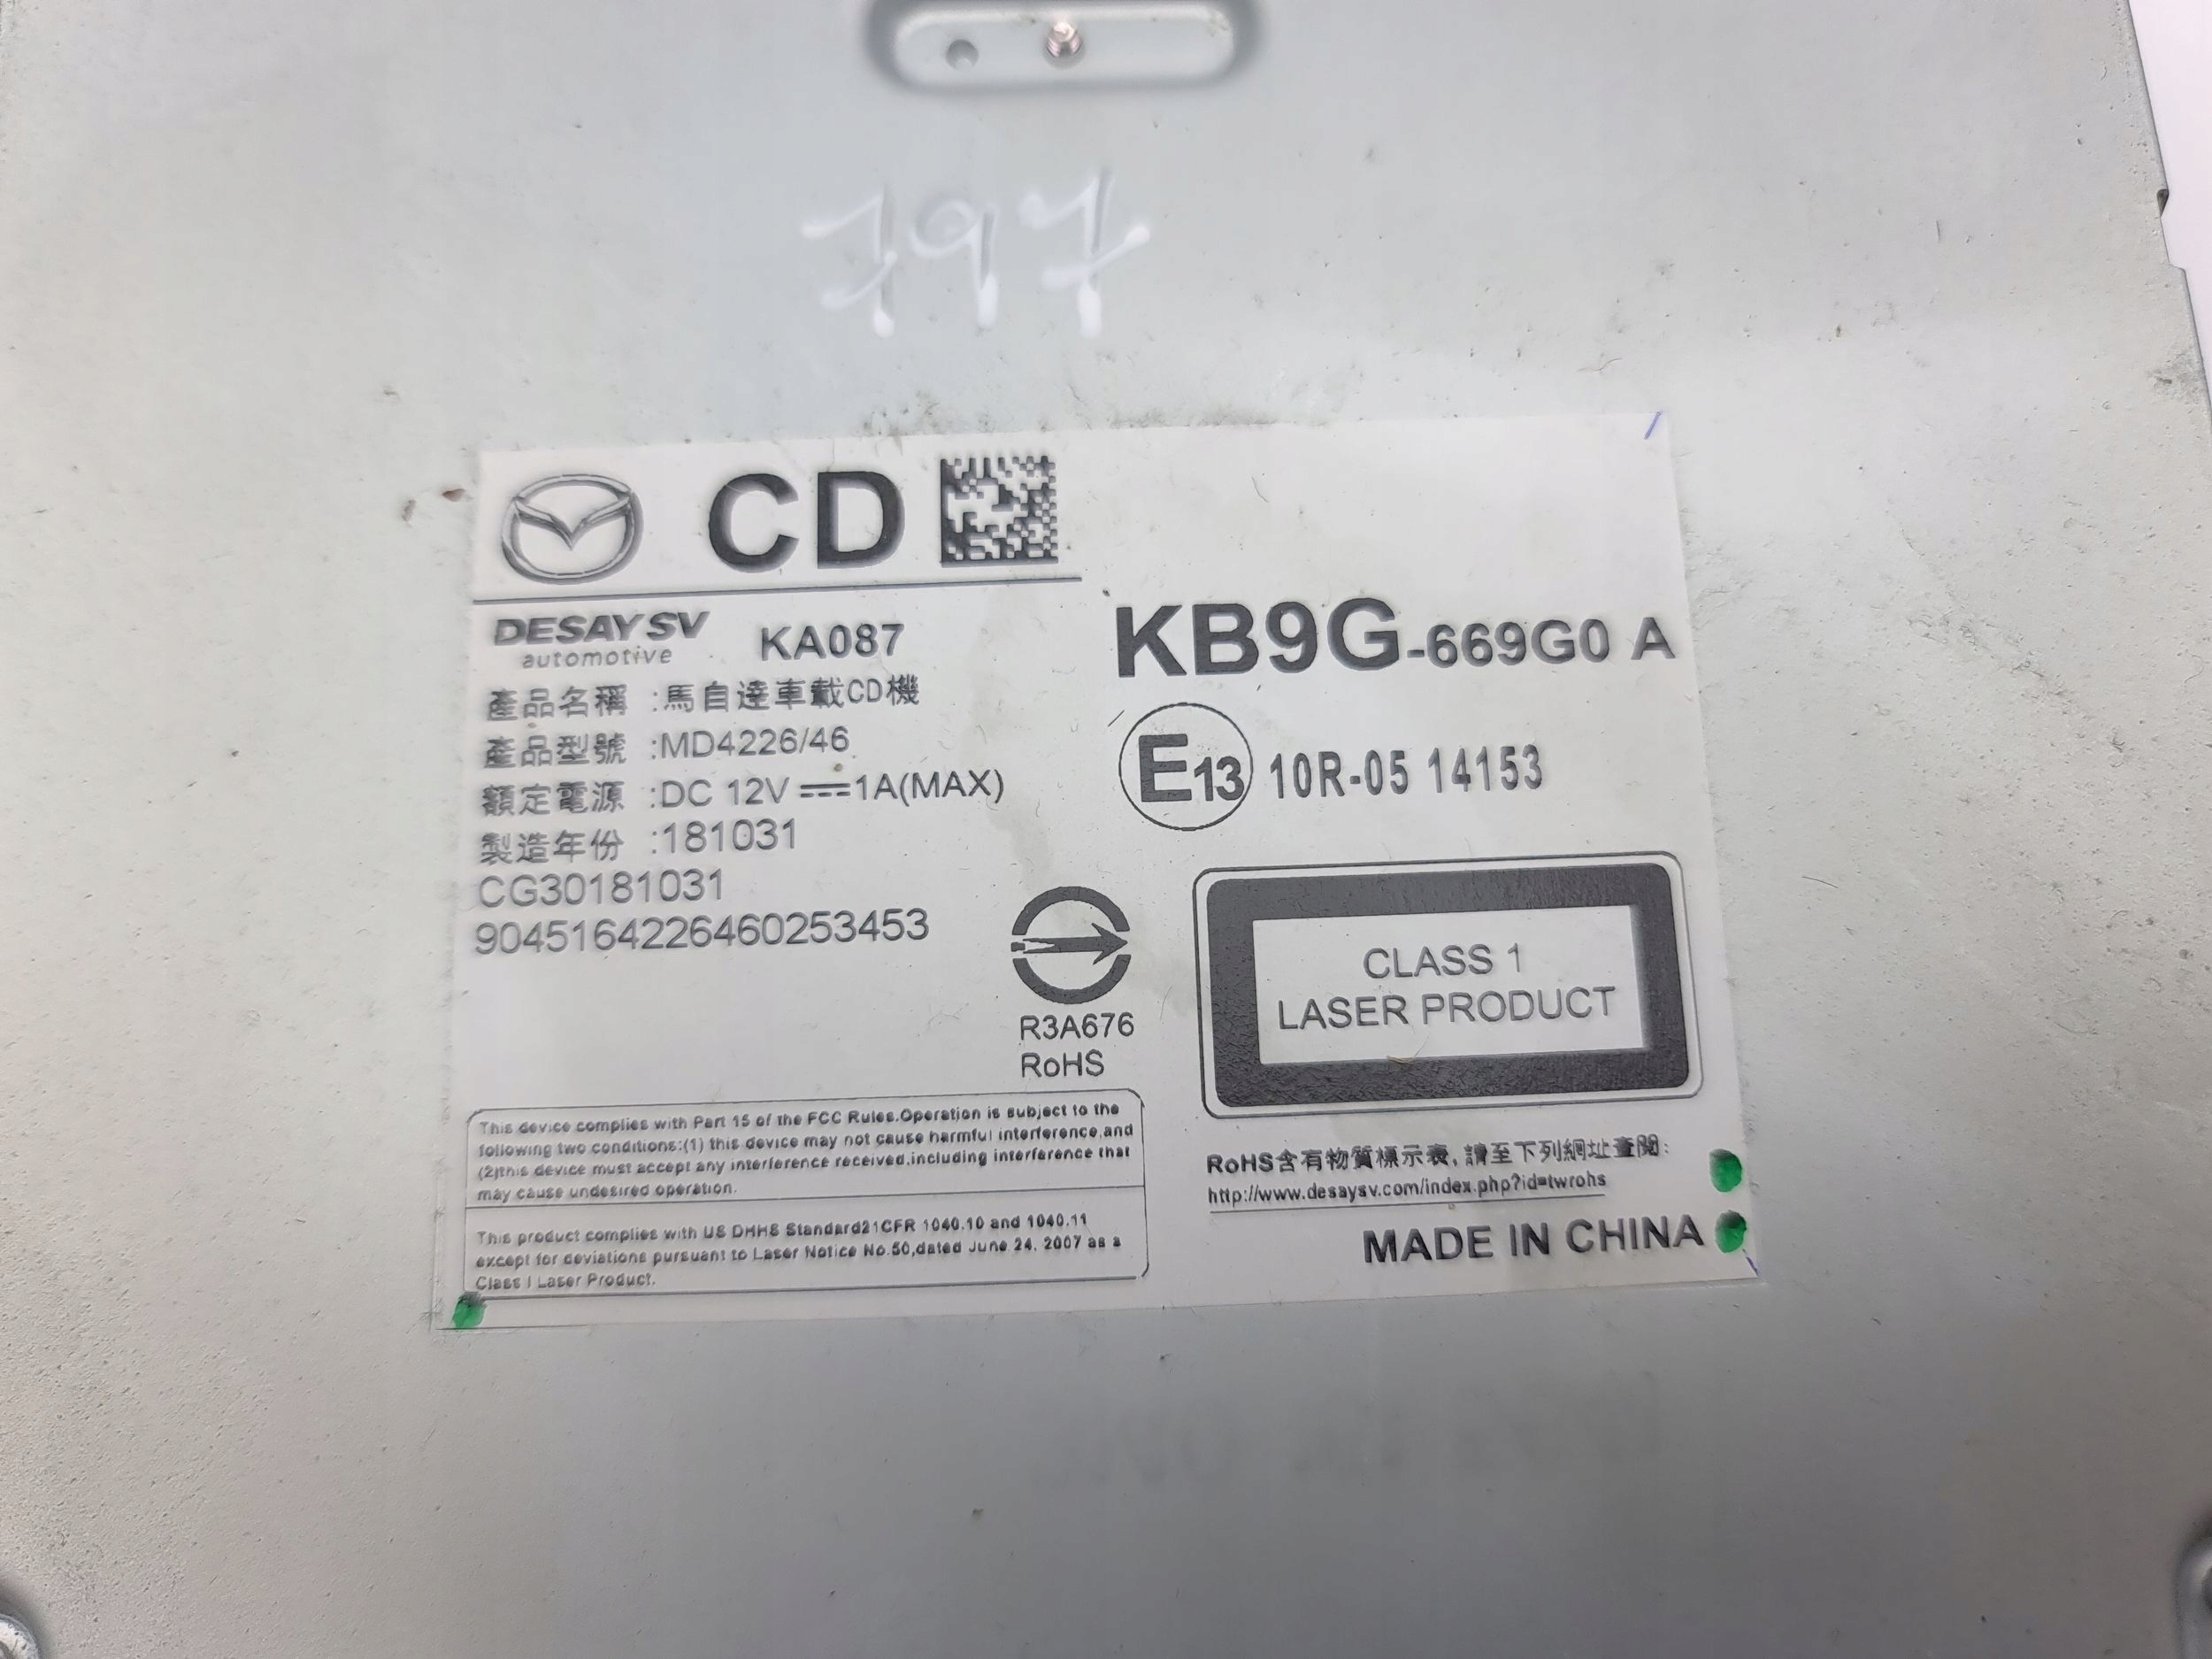 797
CD
DESAY SV
automotive
KA087
產品名稱 :馬自達車載CD機
產品型號 :MD4226/46
額定電源 :DC 12V ⎓1A(MAX)
製造年份 :181031
CG30181031
9045164226460253453
KB9G-669G0 A
E13 10R-05 14153
R3A676
RoHS
CLASS 1
LASER PRODUCT
This device complies with Part 15 of the FCC Rules.Operation is subject to the
following two conditions:(1) this device may not cause harmful interference,and
(2)this device must accept any interference received,including interference that
may cause undesired operation.
This product complies with US DHHS Standard21CFR 1040.10 and 1040.11
except for deviations pursuant to Laser Notice No.50,dated June 24, 2007 as a
Class I Laser Product.
RoHS含有物質標示表,請至下列網址查閱:
http://www.desaysv.com/index.php?id=twrohs
MADE IN CHINA